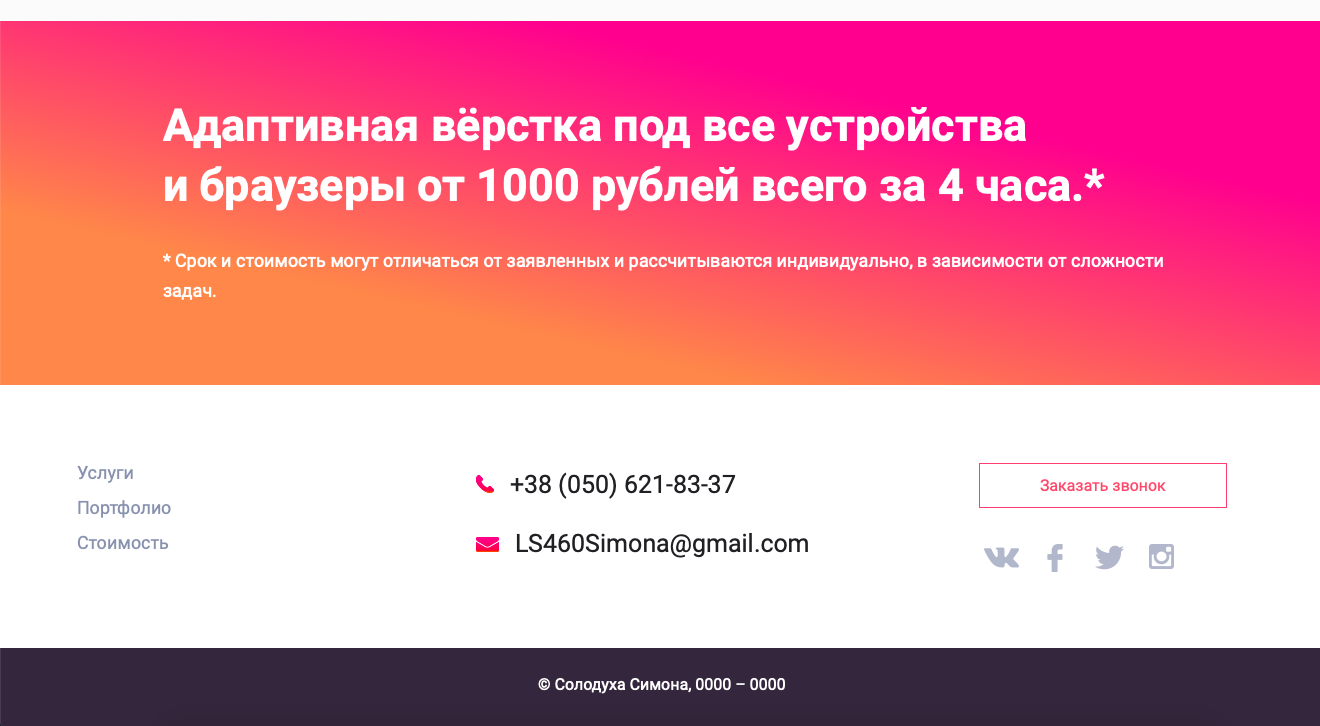 Адаптивная вёрстка под все устройства
и браузеры от 1000 рублей всего за 4 часа.*
* Срок и стоимость могут отличаться от заявленных и рассчитываются индивидуально, в зависимости от сложности
задач.
Услуги
Портфолио
Стоимость
+38 (050) 621-83-37
LS460Simona@gmail.com
Заказать звонок
© Солодуха Симона, 0000 – 0000